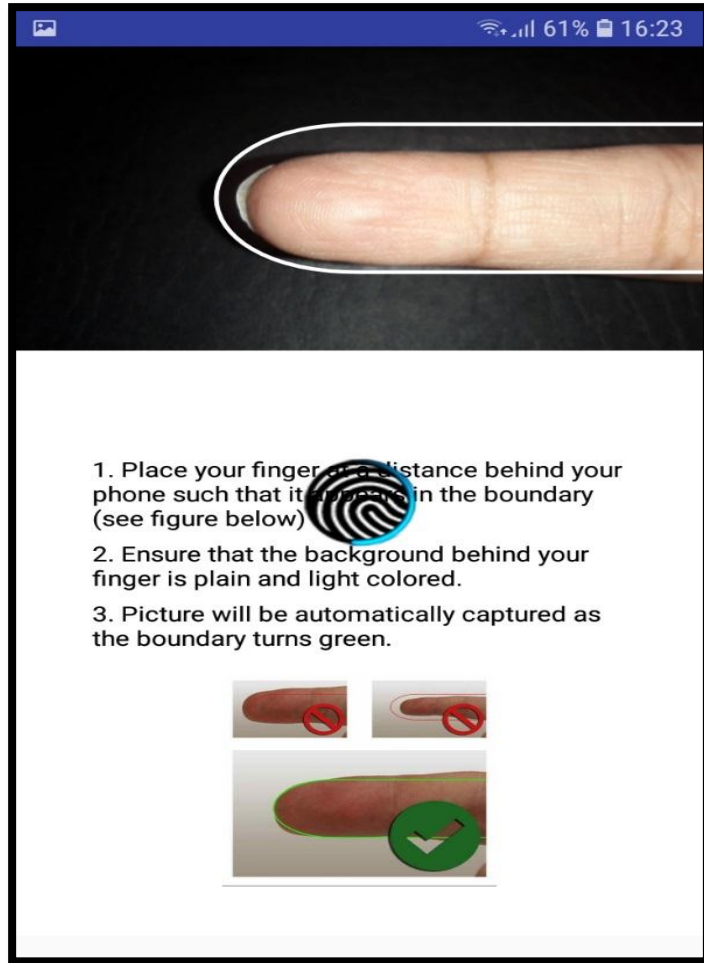 61% 16:23
1. Place your finger at a distance behind your
phone such that it appears in the boundary
(see figure below)
2. Ensure that the background behind your
finger is plain and light colored.
3. Picture will be automatically captured as
the boundary turns green.